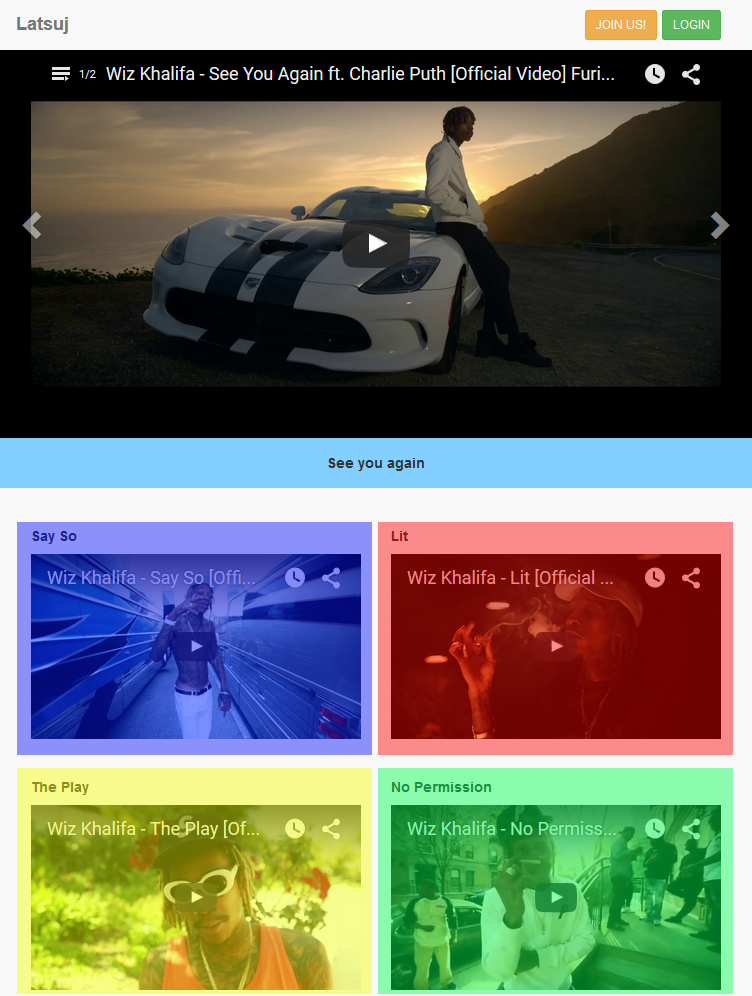 Latsuj
JOIN US!
LOGIN
1/2 Wiz Khalifa - See You Again ft. Charlie Puth [Official Video] Furi...
See you again
Say So
Wiz Khalifa - Say So [Offi...
Lit
Wiz Khalifa - Lit [Official ...
The Play
Wiz Khalifa - The Play [Of...
No Permission
Wiz Khalifa - No Permiss...